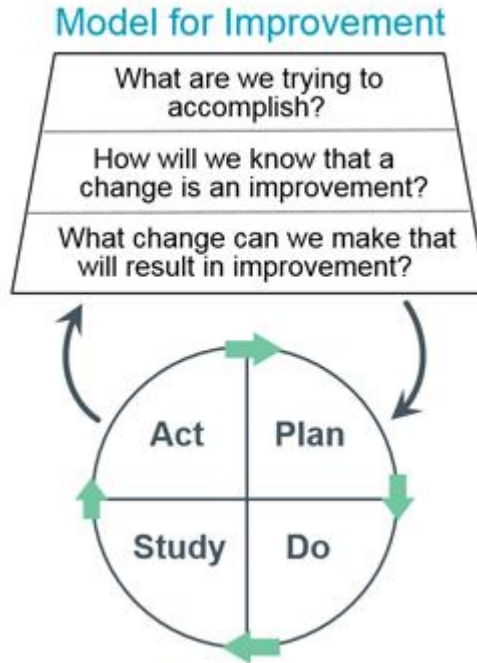 Model for Improvement
What are we trying to
accomplish?
How will we know that a
change is an improvement?
What change can we make that
will result in improvement?
Act
Plan
Study
Do